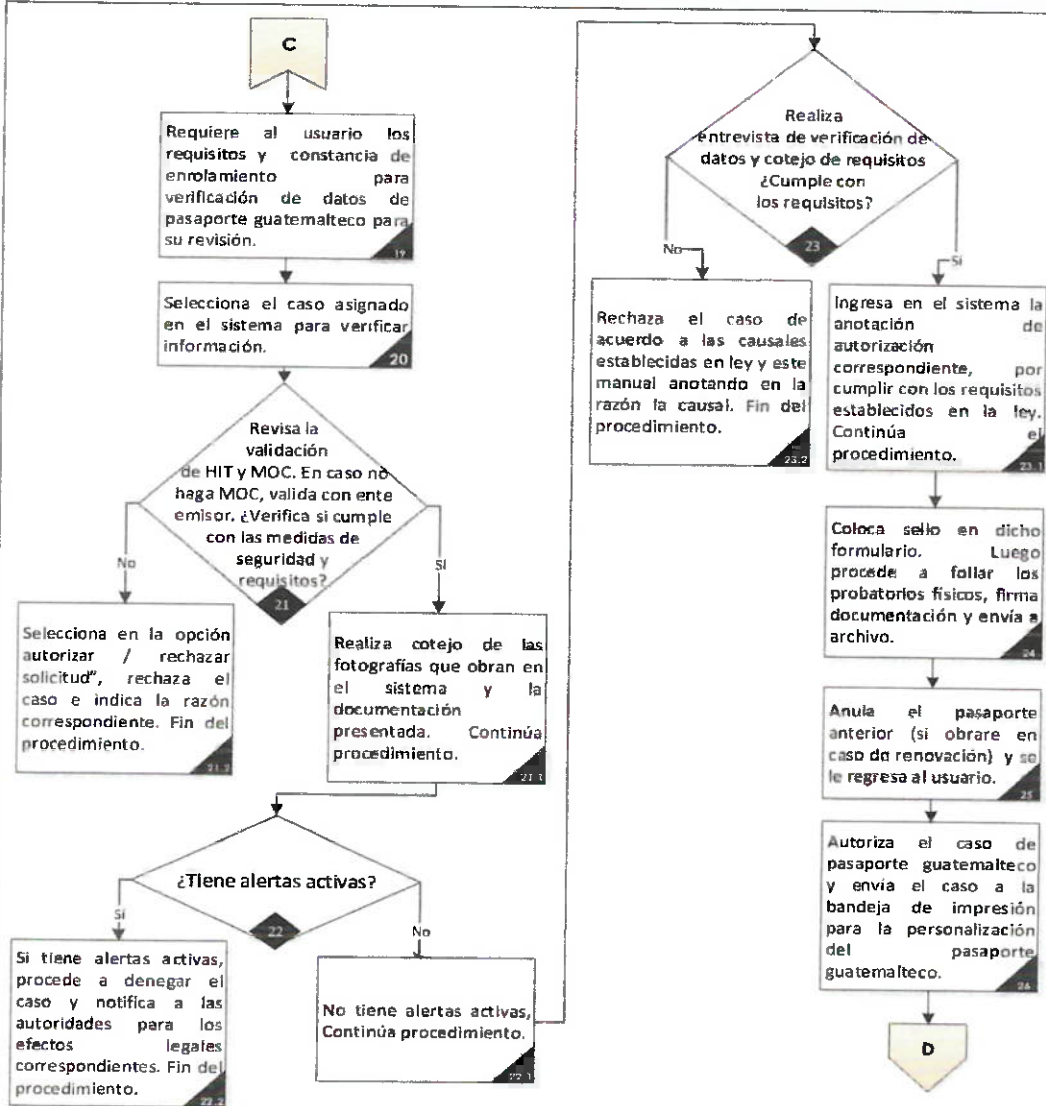 C
Requiere al usuario los
requisitos y constancia de
enrolamiento para
verificación de datos de
pasaporte guatemalteco para
su revisión.
19
Selecciona el caso asignado
en el sistema para verificar
información.
20
Revisa la
validación
de HIT y MOC. En caso no
haga MOC, valida con ente
emisor. ¿Verifica si cumple
con las medidas de
seguridad y
requisitos?
21
No
Sí
Selecciona en la opción
autorizar / rechazar
solicitud”, rechaza el
caso e indica la razón
correspondiente. Fin del
procedimiento.
21.2
Realiza cotejo de las
fotografías que obran en
el sistema y la
documentación
presentada. Continúa
procedimiento.
21.1
¿Tiene alertas activas?
22
Sí
No
Si tiene alertas activas,
procede a denegar el
caso y notifica a las
autoridades para los
efectos legales
correspondientes. Fin del
procedimiento.
22.2
No tiene alertas activas,
Continúa procedimiento.
22.1
Realiza
entrevista de verificación de
datos y cotejo de requisitos
¿Cumple con
los requisitos?
23
No
Sí
Rechaza el caso de
acuerdo a las causales
establecidas en ley y este
manual anotando en la
razón la causal. Fin del
procedimiento.
23.2
Ingresa en el sistema la
anotación de
autorización
correspondiente, por
cumplir con los requisitos
establecidos en la ley.
Continúa el
procedimiento.
23.1
Coloca sello en dicho
formulario. Luego
procede a foliar los
probatorios físicos, firma
documentación y envía a
archivo.
24
Anula el pasaporte
anterior (si obrare en
caso de renovación) y se
le regresa al usuario.
25
Autoriza el caso de
pasaporte guatemalteco
y envía el caso a la
bandeja de impresión
para la personalización
del pasaporte
guatemalteco.
26
D